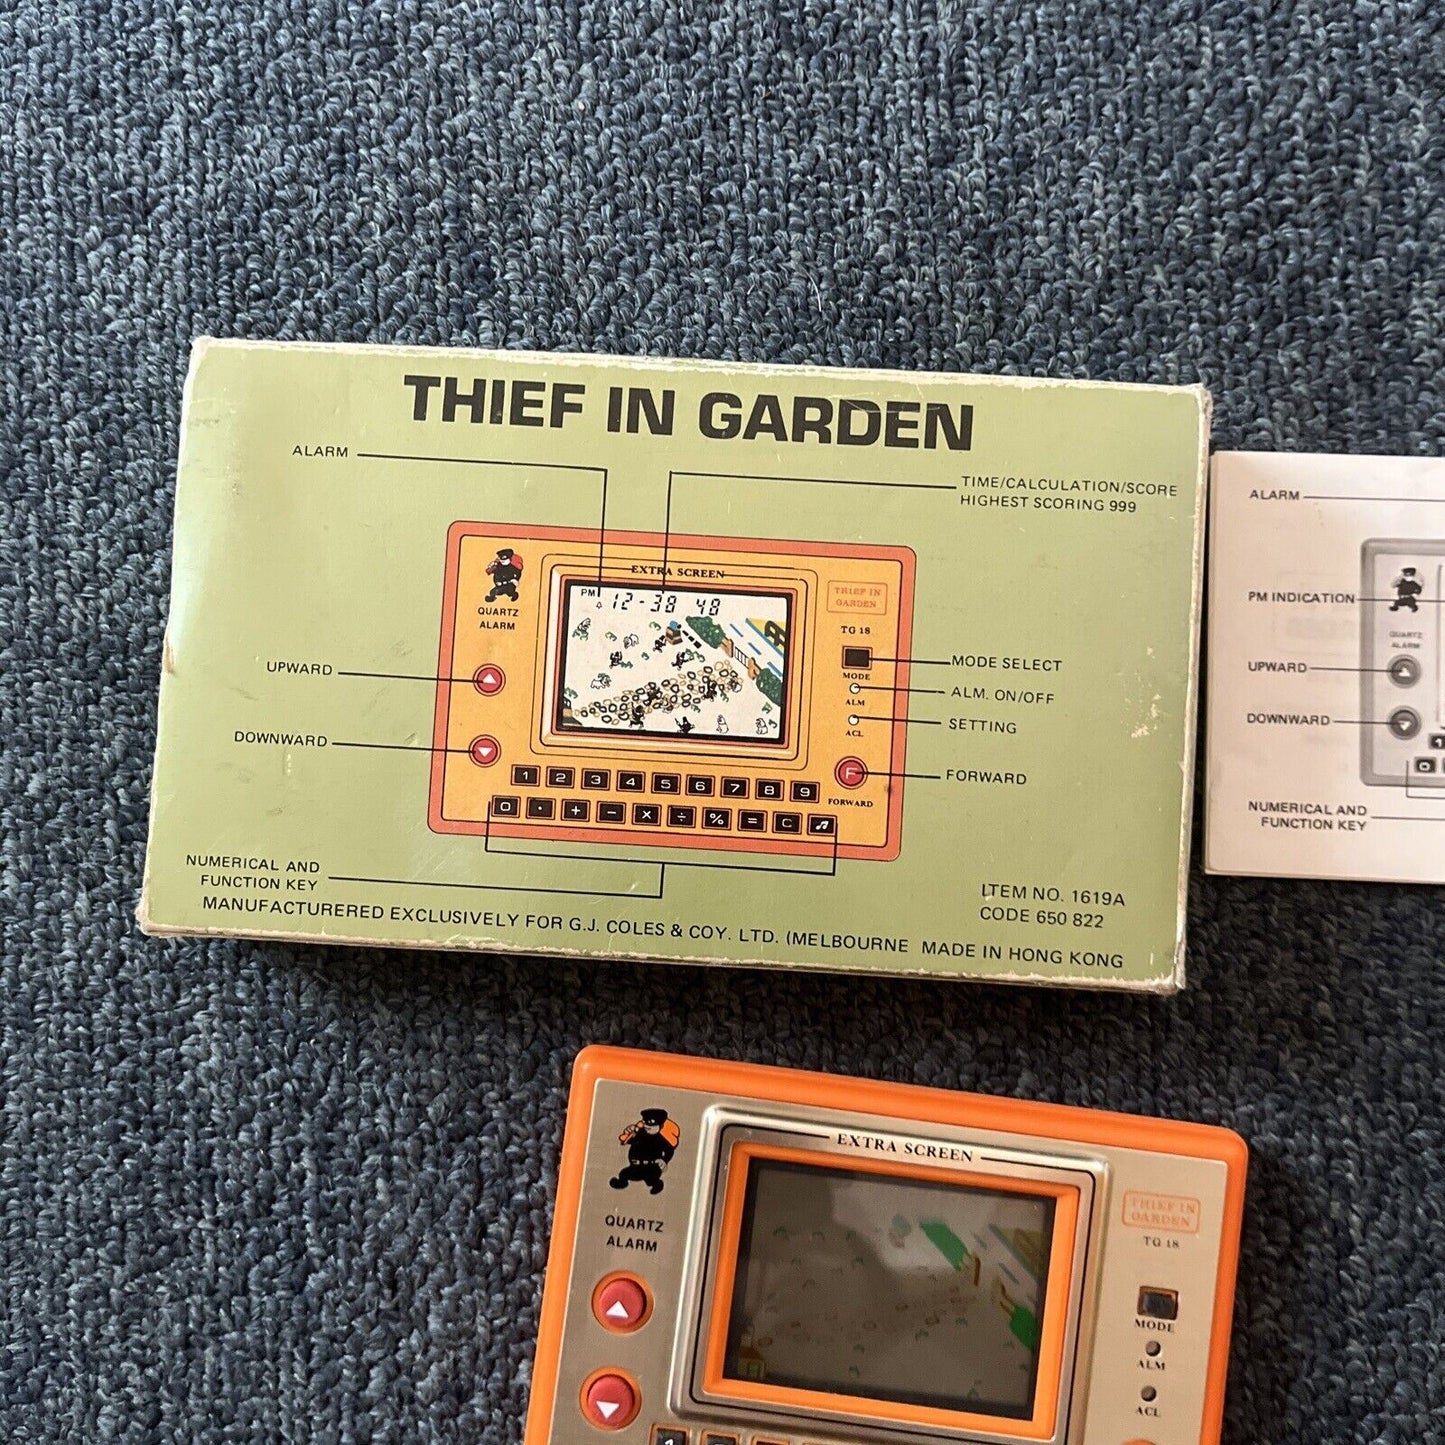 THIEF IN GARDEN
ALARM
TIME/CALCULATION/SCORE
HIGHEST SCORING 999
EXTRA SCREEN
PM
12-38 48
QUARTZ
ALARM
THIEF IN
GARDEN
TG 18
UPWARD
MODE SELECT
MODE
ALM. ON/OFF
ALM
SETTING
ACL
DOWNWARD
FORWARD
F
FORWARD
1 2 3 4 5 6 7 8 9
0 · + − × ÷ % = C ♫
NUMERICAL AND
FUNCTION KEY
ITEM NO. 1619A
CODE 650 822
MANUFACTURERED EXCLUSIVELY FOR G.J. COLES & COY. LTD. (MELBOURNE MADE IN HONG KONG
ALARM
PM INDICATION
QUARTZ
ALARM
UPWARD
DOWNWARD
NUMERICAL AND
FUNCTION KEY
EXTRA SCREEN
QUARTZ
ALARM
THIEF IN
GARDEN
TG 18
MODE
ALM
ACL